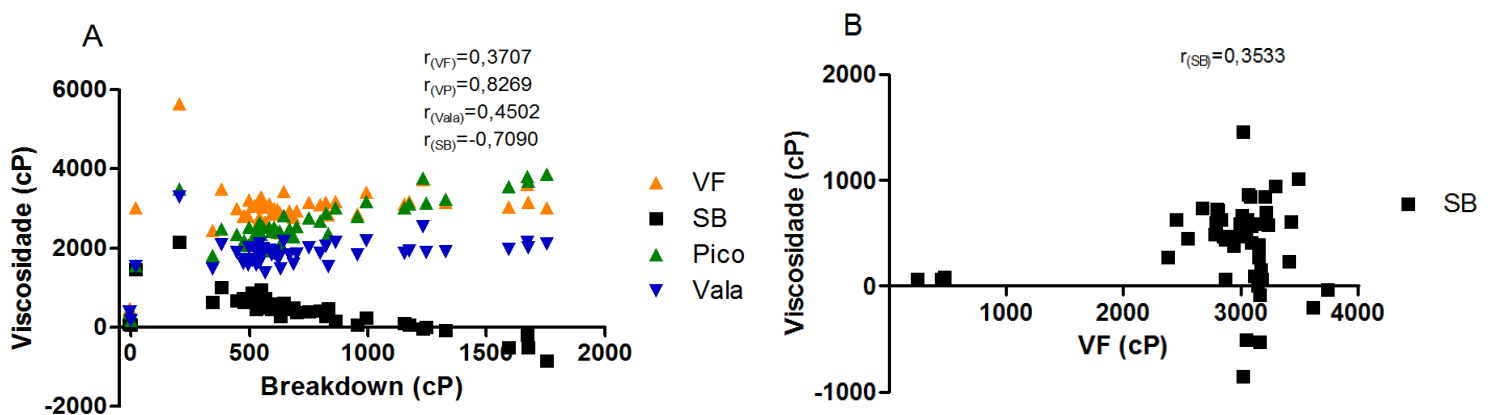 A
r(VF)=0,3707
r(VP)=0,8269
r(Vala)=0,4502
r(SB)=-0,7090
Viscosidade (cP)
6000
4000
2000
0
-2000
0 500 1000 1500 2000
Breakdown (cP)
VF
SB
Pico
Vala
B
r(SB)=0,3533
Viscosidade (cP)
2000
1000
0
-1000
1000 2000 3000 4000
VF (cP)
SB